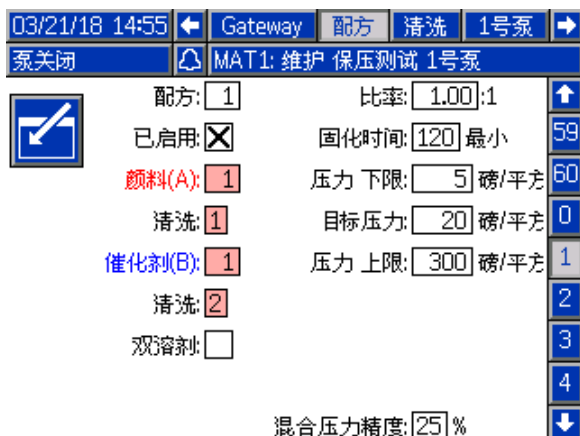 03/21/18 14:55 Gateway 配方 清洗 1号泵
泵关闭 MAT1: 维护 保压测试 1号泵
配方: 1 比率: 1.00:1
59
已启用: 固化时间: 120 最小
颜料(A): 1 压力 下限: 5 磅/平方
60
清洗: 1 目标压力: 20 磅/平方
0
催化剂(B): 1 压力 上限: 300 磅/平方
1
清洗: 2
2
双溶剂:
3
4
混合压力精度: 25 %